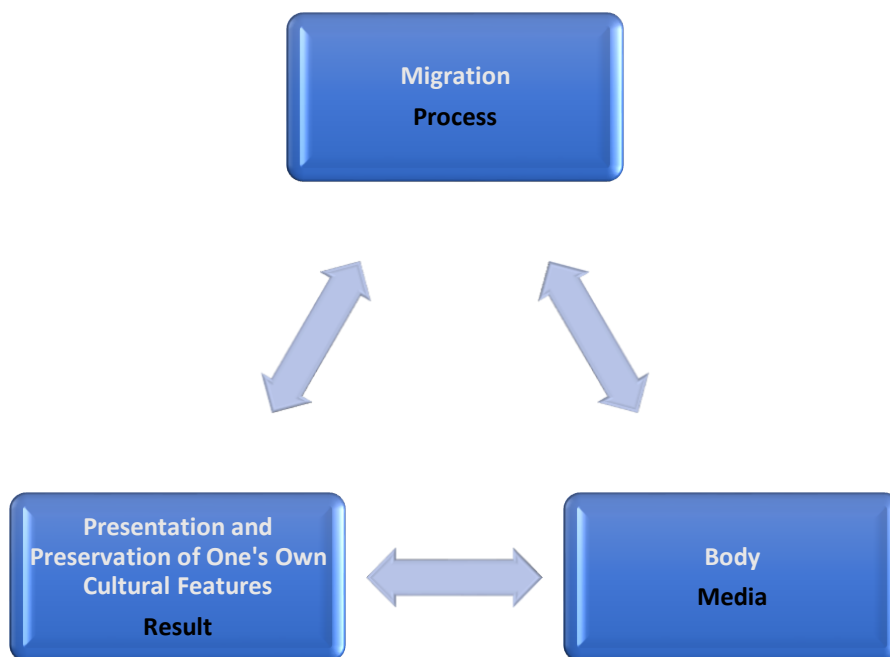 Migration
Process
Presentation and
Preservation of One's Own
Cultural Features
Result
Body
Media